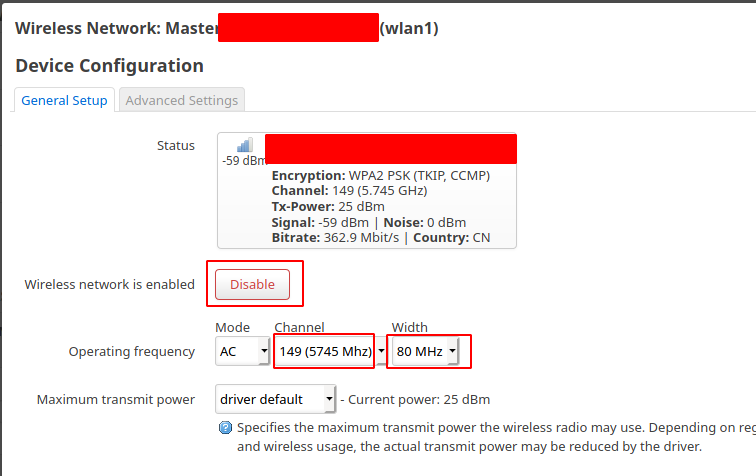 Wireless Network: Master (wlan1)
Device Configuration
General Setup Advanced Settings
Status
-59 dBm
Encryption: WPA2 PSK (TKIP, CCMP)
Channel: 149 (5.745 GHz)
Tx-Power: 25 dBm
Signal: -59 dBm | Noise: 0 dBm
Bitrate: 362.9 Mbit/s | Country: CN
Wireless network is enabled Disable
Mode Channel Width
Operating frequency AC 149 (5745 Mhz) 80 MHz
Maximum transmit power driver default - Current power: 25 dBm
Specifies the maximum transmit power the wireless radio may use. Depending on reg
and wireless usage, the actual transmit power may be reduced by the driver.